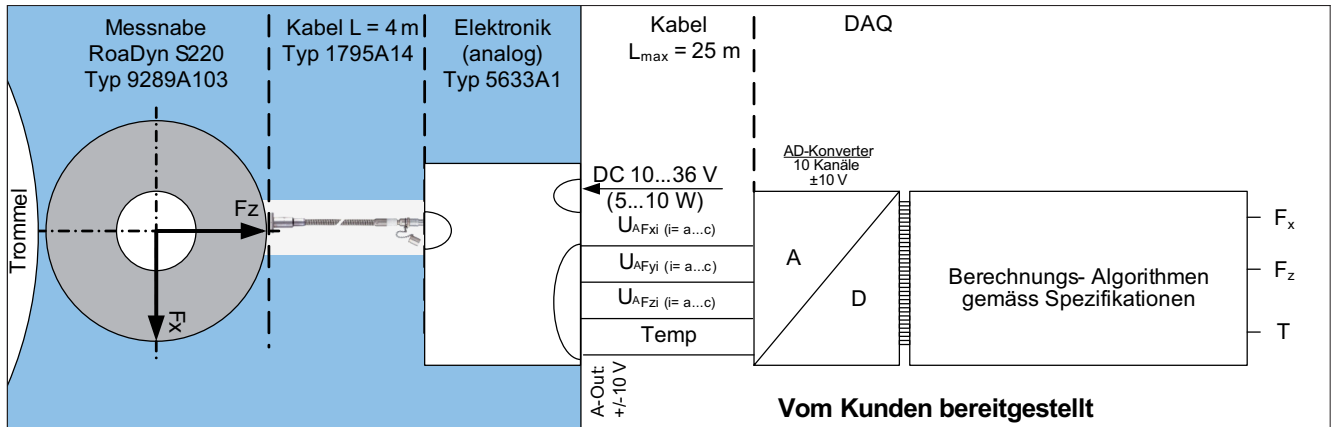 Messnabe
RoaDyn S220
Typ 9289A103
Kabel L = 4 m
Typ 1795A14
Elektronik
(analog)
Typ 5633A1
Kabel
Lmax = 25 m
DAQ
Trommel
Fz
Fx
DC 10...36 V
(5...10 W)
UAFxi (i= a...c)
UAFyi (i= a...c)
UAFzi (i= a...c)
Temp
A-Out:
+/-10 V
AD-Konverter
10 Kanäle
±10 V
A
D
Berechnungs- Algorithmen
gemäss Spezifikationen
Fx
Fz
T
Vom Kunden bereitgestellt